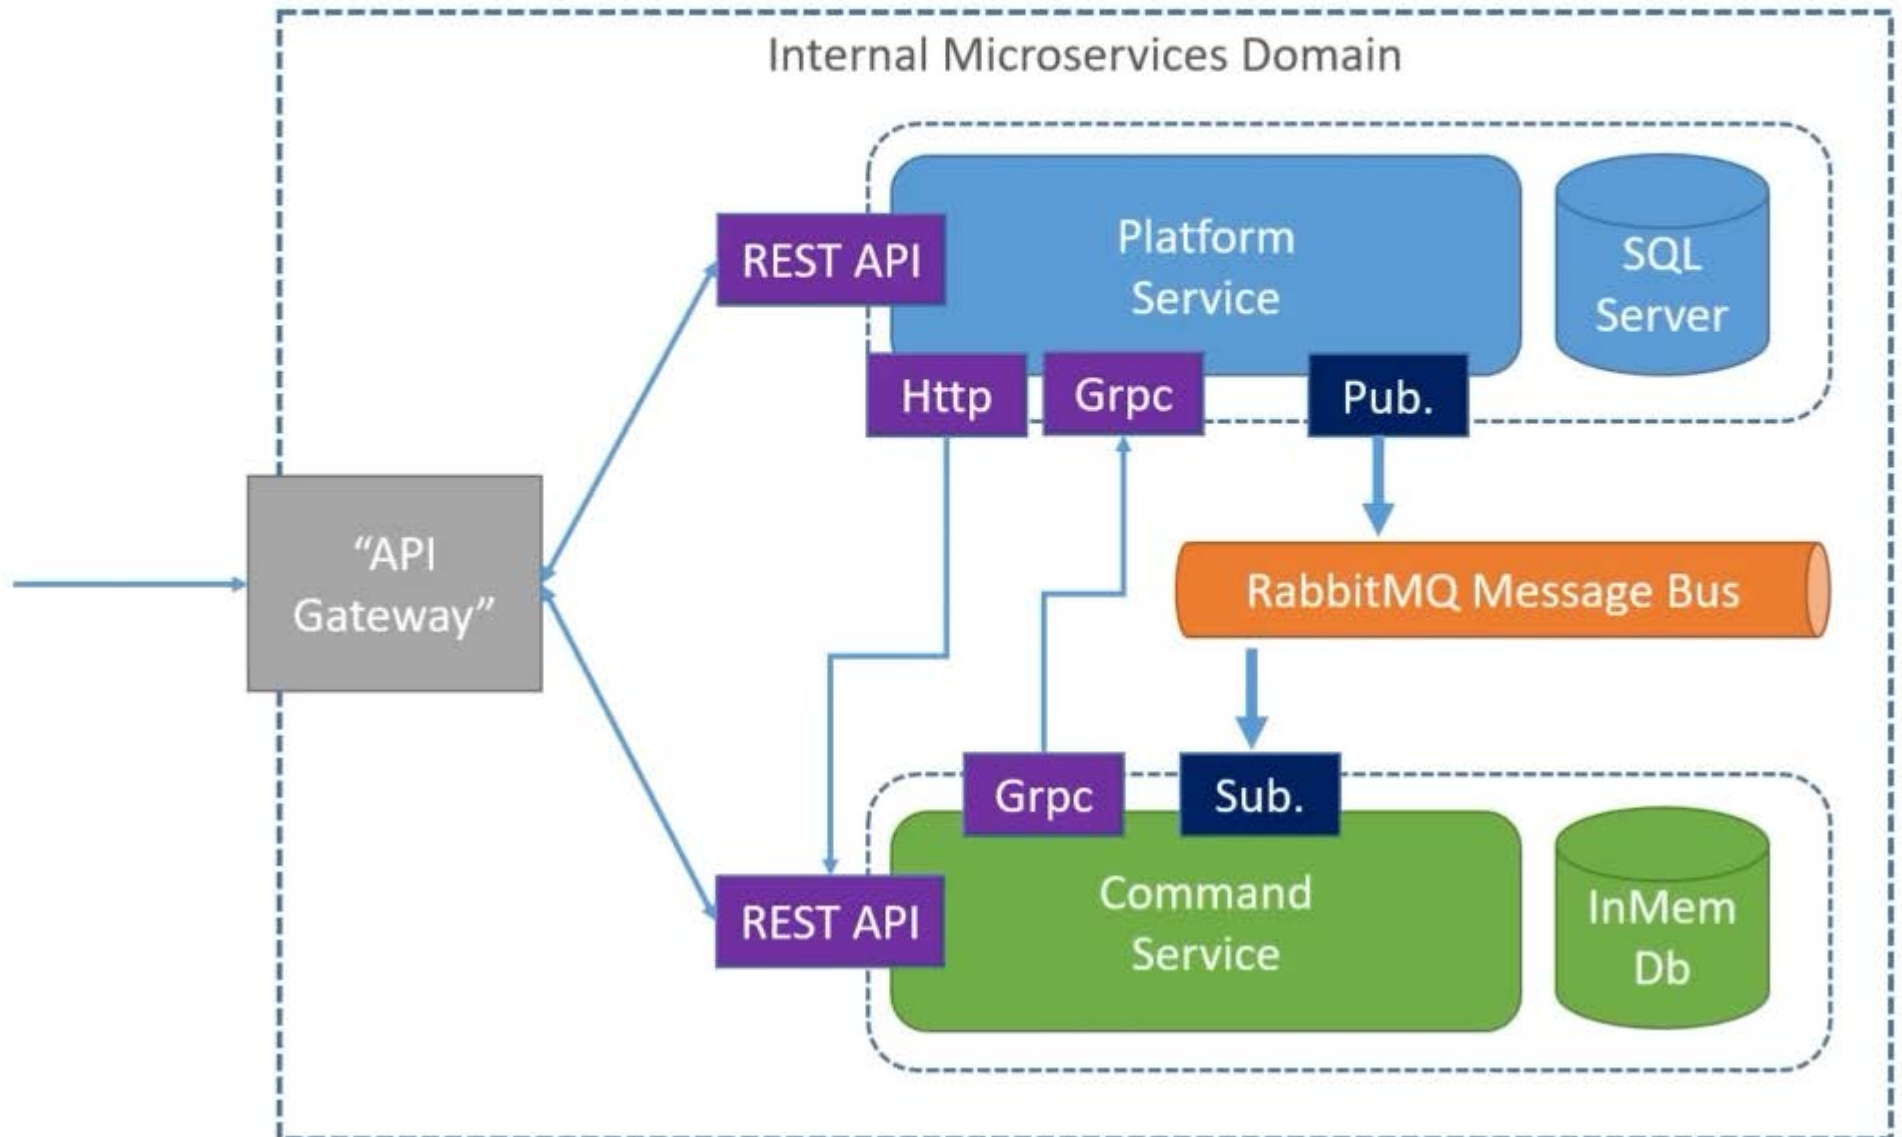 Internal Microservices Domain
REST API
Platform
Service
SQL
Server
Http
Grpc
Pub.
“API
Gateway”
RabbitMQ Message Bus
Grpc
Sub.
REST API
Command
Service
InMem
Db